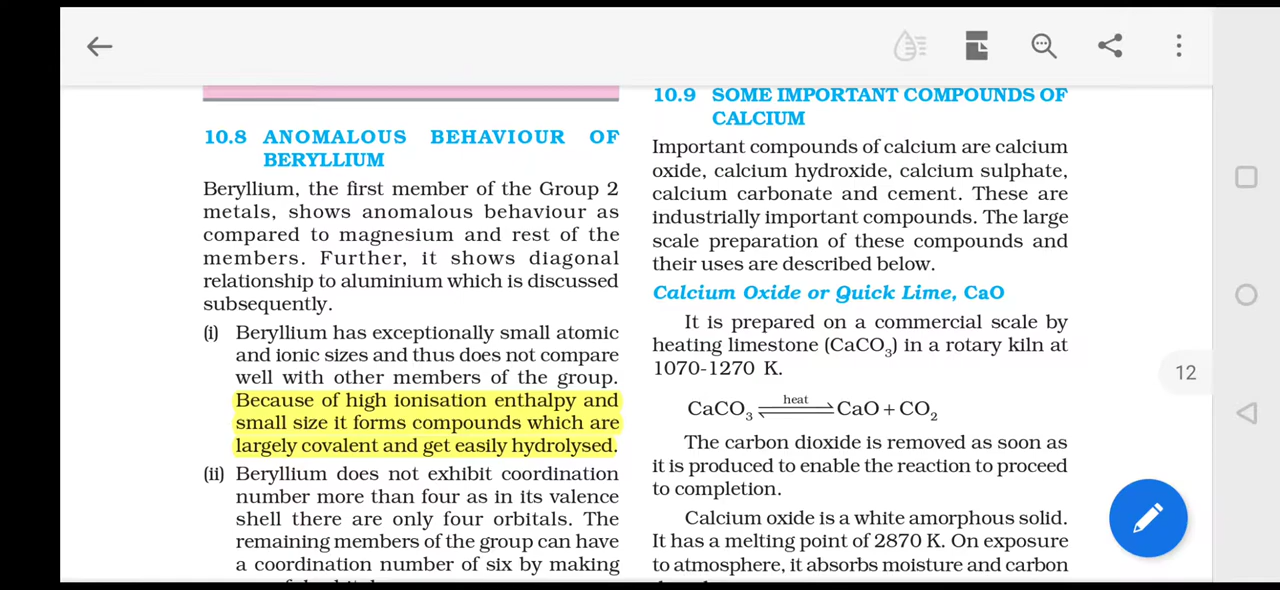 10.8 ANOMALOUS BEHAVIOUR OF
BERYLLIUM
Beryllium, the first member of the Group 2
metals, shows anomalous behaviour as
compared to magnesium and rest of the
members. Further, it shows diagonal
relationship to aluminium which is discussed
subsequently.
(i) Beryllium has exceptionally small atomic
and ionic sizes and thus does not compare
well with other members of the group.
Because of high ionisation enthalpy and
small size it forms compounds which are
largely covalent and get easily hydrolysed.
(ii) Beryllium does not exhibit coordination
number more than four as in its valence
shell there are only four orbitals. The
remaining members of the group can have
a coordination number of six by making
10.9 SOME IMPORTANT COMPOUNDS OF
CALCIUM
Important compounds of calcium are calcium
oxide, calcium hydroxide, calcium sulphate,
calcium carbonate and cement. These are
industrially important compounds. The large
scale preparation of these compounds and
their uses are described below.
Calcium Oxide or Quick Lime, CaO
It is prepared on a commercial scale by
heating limestone (CaCO₃) in a rotary kiln at
1070-1270 K.
heat
CaCO₃ ⇌ CaO + CO₂
The carbon dioxide is removed as soon as
it is produced to enable the reaction to proceed
to completion.
Calcium oxide is a white amorphous solid.
It has a melting point of 2870 K. On exposure
to atmosphere, it absorbs moisture and carbon
12